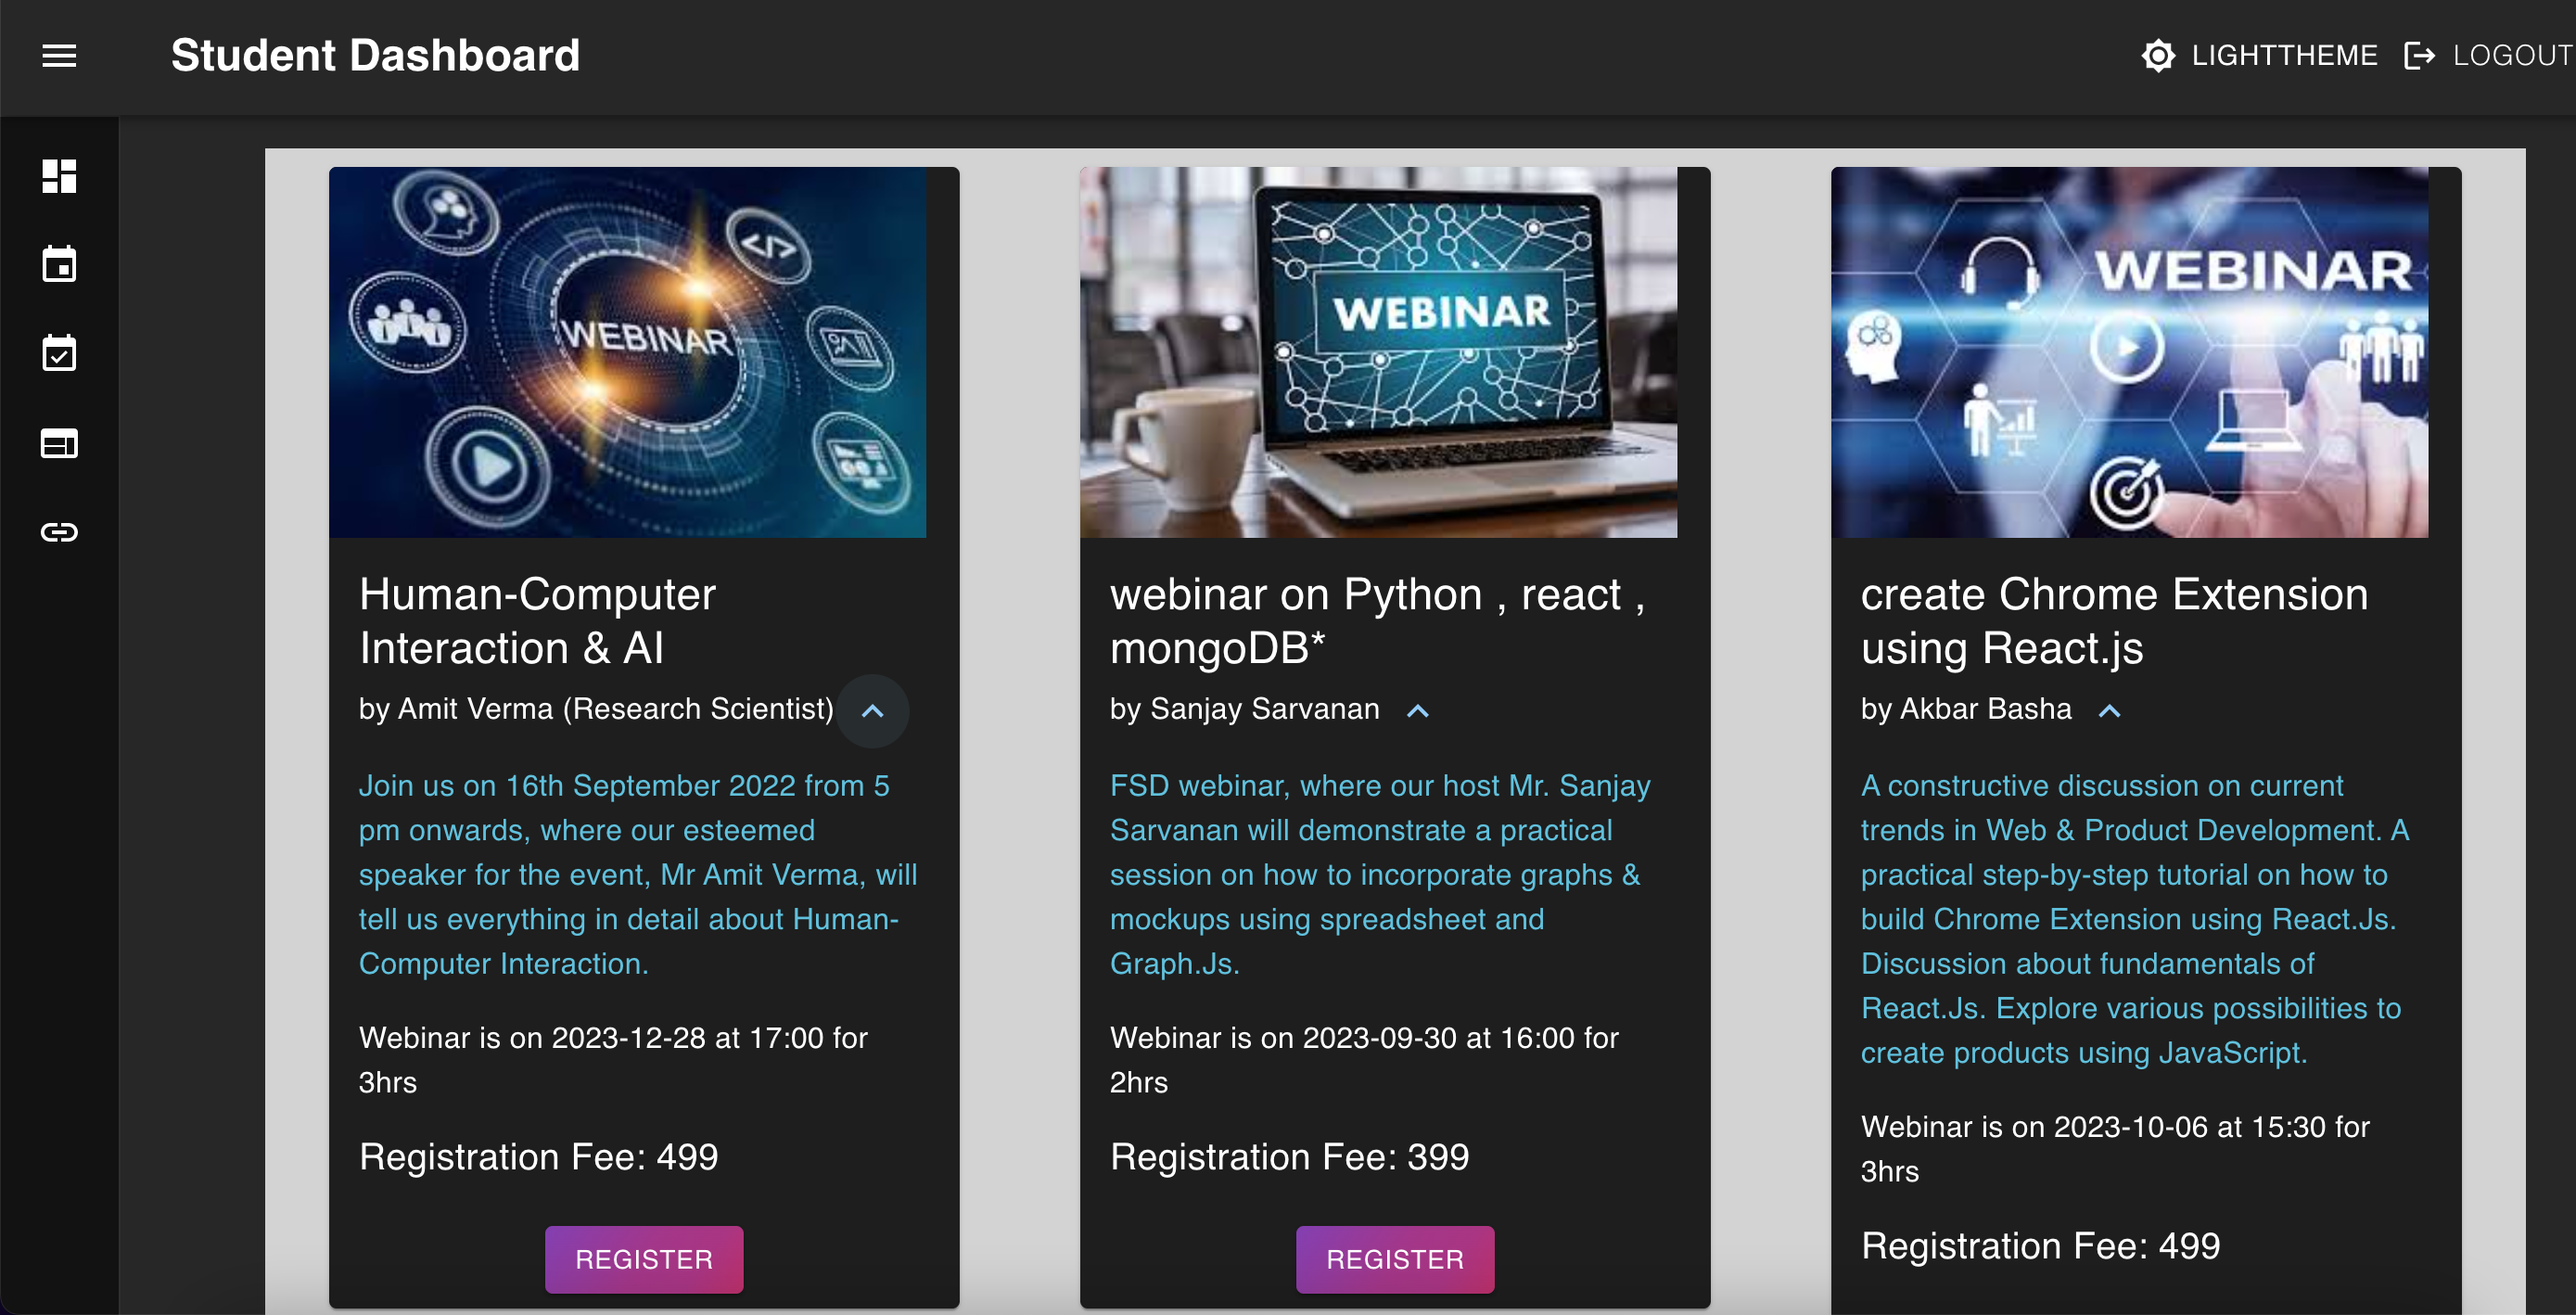 Student Dashboard
LIGHTTHEME
LOGOUT
WEBINAR
Human-Computer
Interaction & AI
by Amit Verma (Research Scientist)
Join us on 16th September 2022 from 5
pm onwards, where our esteemed
speaker for the event, Mr Amit Verma, will
tell us everything in detail about Human-
Computer Interaction.
Webinar is on 2023-12-28 at 17:00 for
3hrs
Registration Fee: 499
REGISTER
WEBINAR
webinar on Python , react ,
mongoDB*
by Sanjay Sarvanan
FSD webinar, where our host Mr. Sanjay
Sarvanan will demonstrate a practical
session on how to incorporate graphs &
mockups using spreadsheet and
Graph.Js.
Webinar is on 2023-09-30 at 16:00 for
2hrs
Registration Fee: 399
REGISTER
WEBINAR
create Chrome Extension
using React.js
by Akbar Basha
A constructive discussion on current
trends in Web & Product Development. A
practical step-by-step tutorial on how to
build Chrome Extension using React.Js.
Discussion about fundamentals of
React.Js. Explore various possibilities to
create products using JavaScript.
Webinar is on 2023-10-06 at 15:30 for
3hrs
Registration Fee: 499